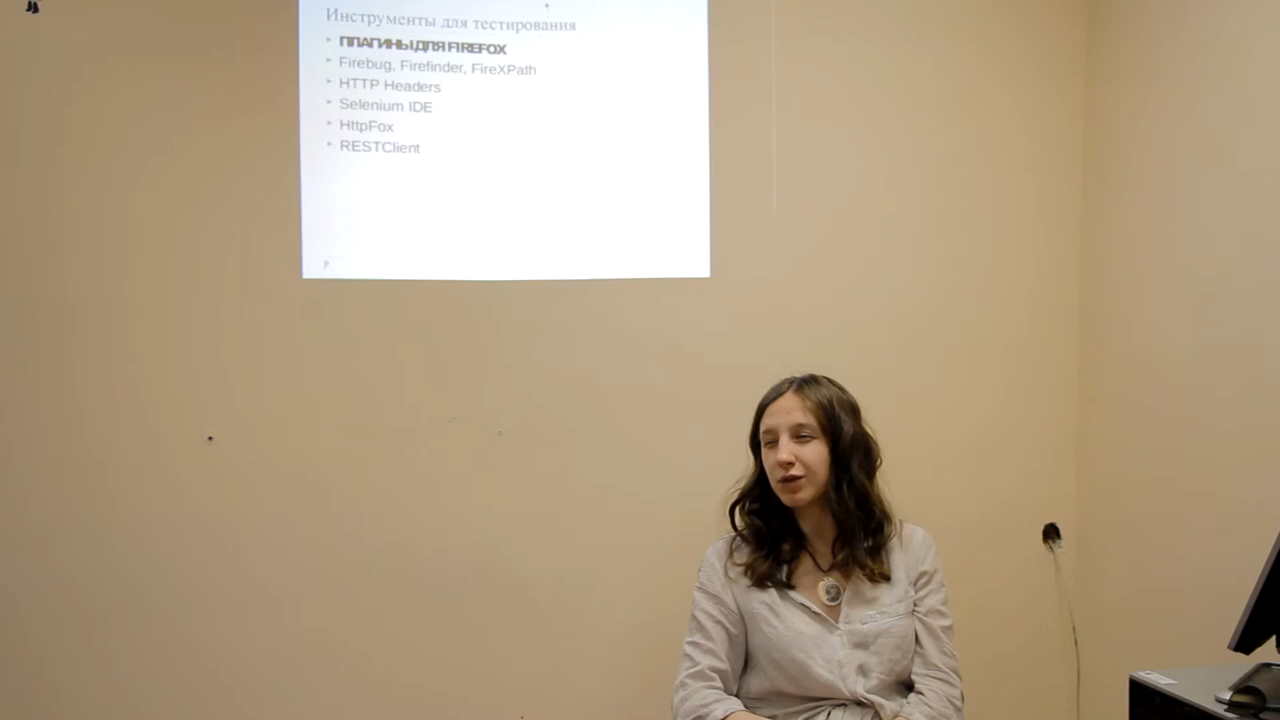 Инструменты для тестирования
ПЛАГИНЫ ДЛЯ FIREFOX
Firebug, Firefinder, FireXPath
HTTP Headers
Selenium IDE
HttpFox
RESTClient